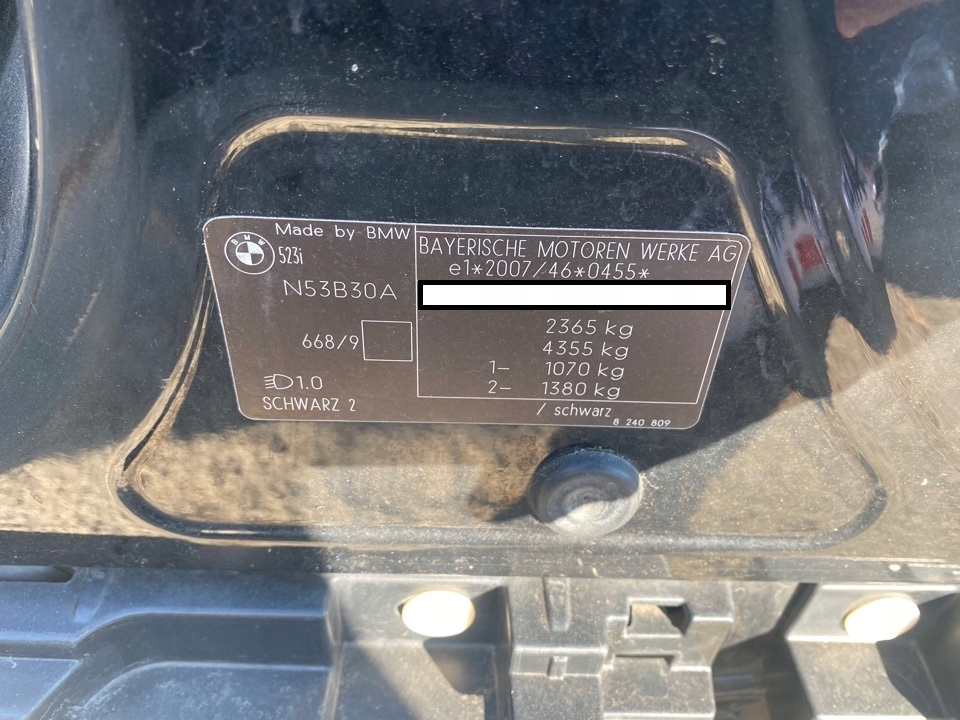 Made by BMW
BMW
523i
N53B30A
668/9
1.0
SCHWARZ 2
BAYERISCHE MOTOREN WERKE AG
e1*2007/46*0455*
2365 kg
4355 kg
1– 1070 kg
2– 1380 kg
/ schwarz
8 240 809